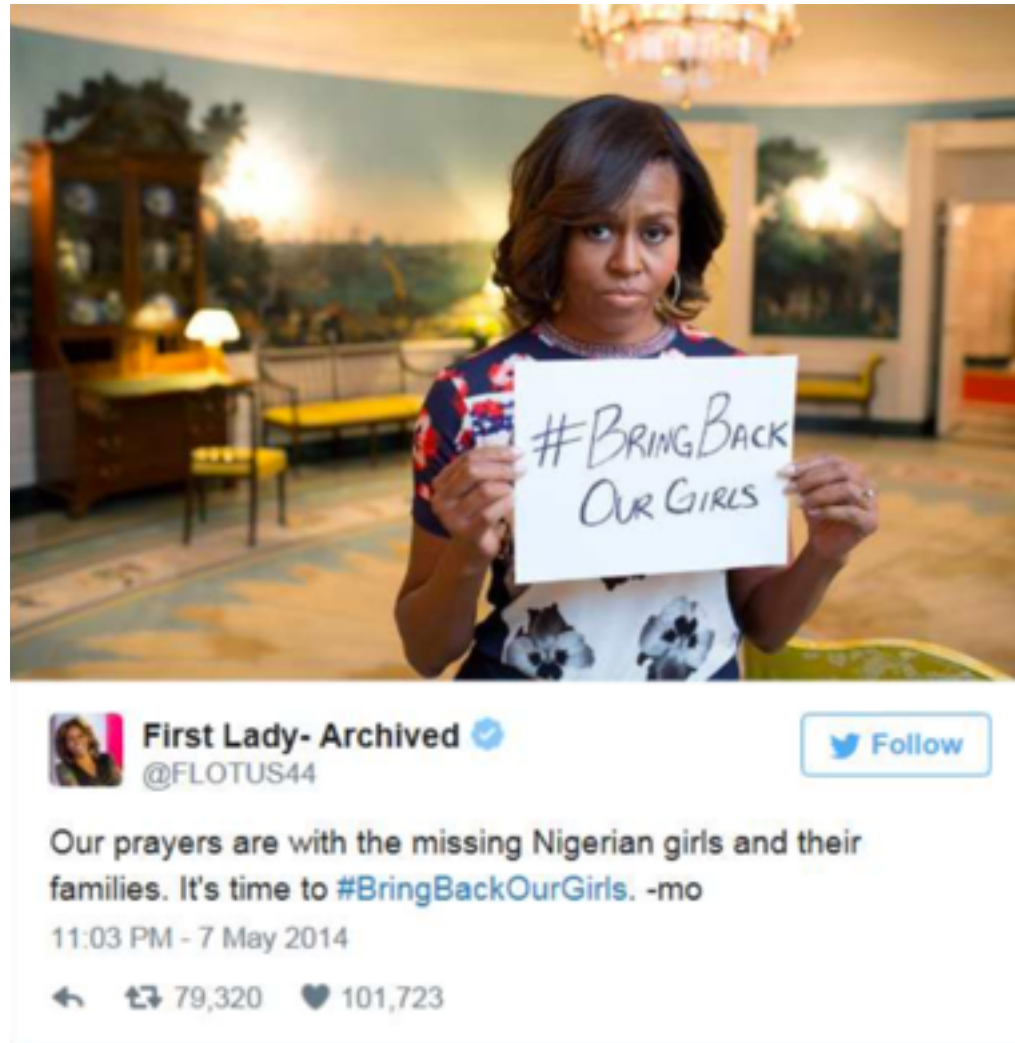 #BRINGBACK
OUR GIRLS
First Lady- Archived
@FLOTUS44
Follow
Our prayers are with the missing Nigerian girls and their
families. It's time to #BringBackOurGirls. -mo
11:03 PM - 7 May 2014
79,320 101,723